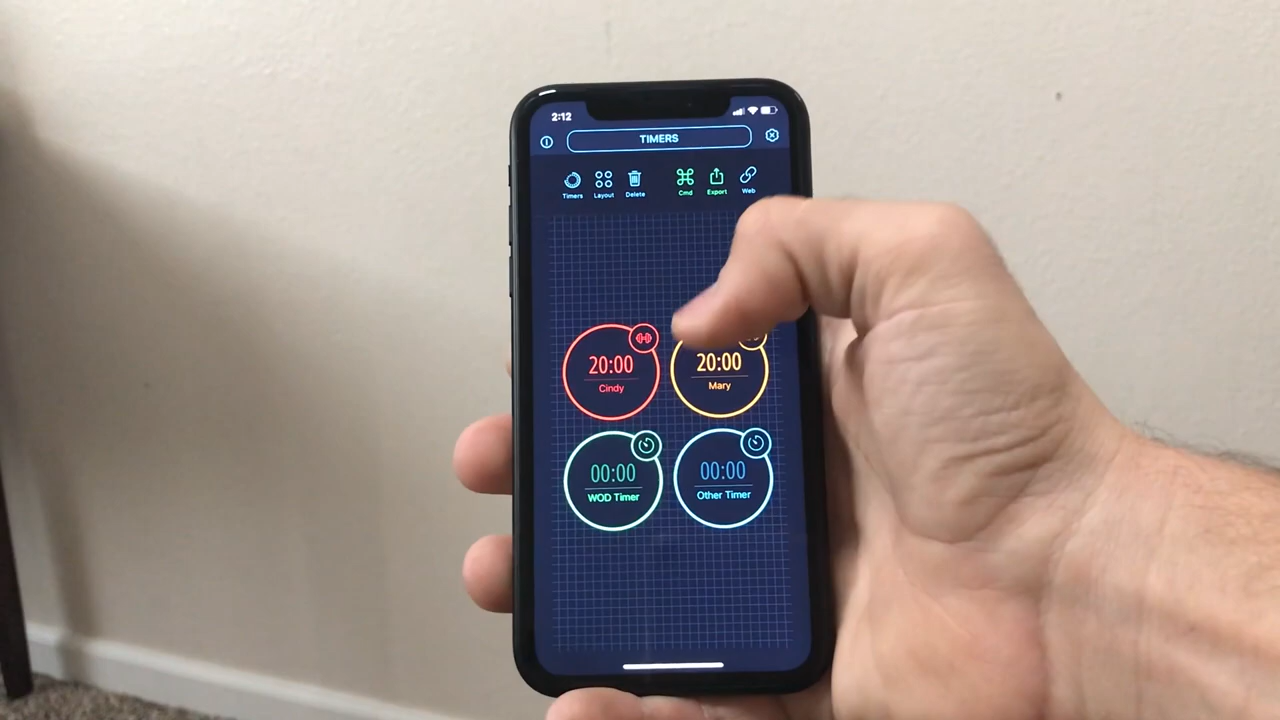 2:12
TIMERS
Timers Layout Delete Cmd Export Web
20:00 20:00
Cindy Mary
00:00 00:00
WOD Timer Other Timer